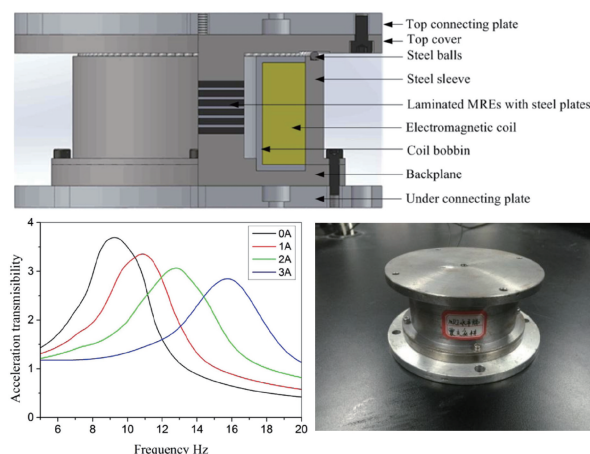 Top connecting plate
Top cover
Steel balls
Steel sleeve
Laminated MREs with steel plates
Electromagnetic coil
Coil bobbin
Backplane
Under connecting plate
Acceleration transmisibility
4
3
2
1
0
0A
1A
2A
3A
6 8 10 12 14 16 18 20
Frequency Hz